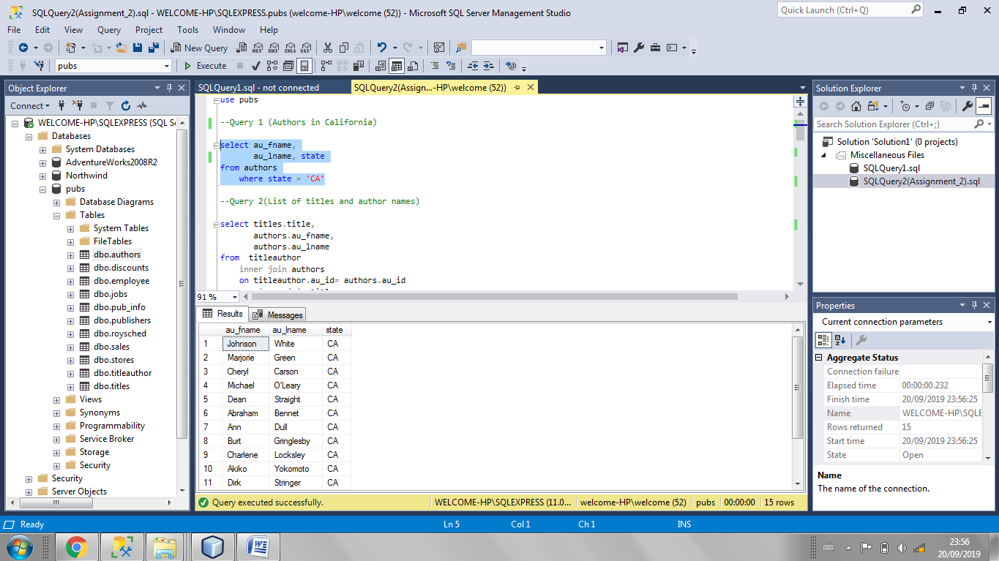 SQLQuery2(Assignment_2).sql - WELCOME-HP\SQLEXPRESS.pubs (welcome-HP\welcome (52)) - Microsoft SQL Server Management Studio
Quick Launch (Ctrl+Q)
File Edit View Query Project Tools Window Help
New Query MDX DMX XMLA DAX
pubs Execute
Object Explorer
Connect
WELCOME-HP\SQLEXPRESS (SQL S
Databases
System Databases
AdventureWorks2008R2
Northwind
pubs
Database Diagrams
Tables
System Tables
FileTables
dbo.authors
dbo.discounts
dbo.employee
dbo.jobs
dbo.pub_info
dbo.publishers
dbo.roysched
dbo.sales
dbo.stores
dbo.titleauthor
dbo.titles
Views
Synonyms
Programmability
Service Broker
Storage
Security
Security
Server Objects
SQLQuery1.sql - not connected
SQLQuery2(Assign...-HP\welcome (52))
use pubs
--Query 1 (Authors in California)
select au_fname,
au_lname, state
from authors
where state = 'CA'
--Query 2(List of titles and author names)
select titles.title,
authors.au_fname,
authors.au_lname
from titleauthor
inner join authors
on titleauthor.au_id= authors.au_id
91 %
Results Messages
au_fname au_lname state
1 Johnson White CA
2 Marjorie Green CA
3 Cheryl Carson CA
4 Michael O'Leary CA
5 Dean Straight CA
6 Abraham Bennet CA
7 Ann Dull CA
8 Burt Gringlesby CA
9 Charlene Locksley CA
10 Akiko Yokomoto CA
11 Dirk Stringer CA
Query executed successfully. WELCOME-HP\SQLEXPRESS (11.0... welcome-HP\welcome (52) pubs 00:00:00 15 rows
Solution Explorer
Search Solution Explorer (Ctrl+;)
Solution 'Solution1' (0 projects)
Miscellaneous Files
SQLQuery1.sql
SQLQuery2(Assignment_2).sql
Properties
Current connection parameters
Aggregate Status
Connection failure
Elapsed time 00:00:00.232
Finish time 20/09/2019 23:56:25
Name WELCOME-HP\SQLE
Rows returned 15
Start time 20/09/2019 23:56:25
State Open
Name
The name of the connection.
Ready Ln 5 Col 1 Ch 1 INS
23:56
20/09/2019